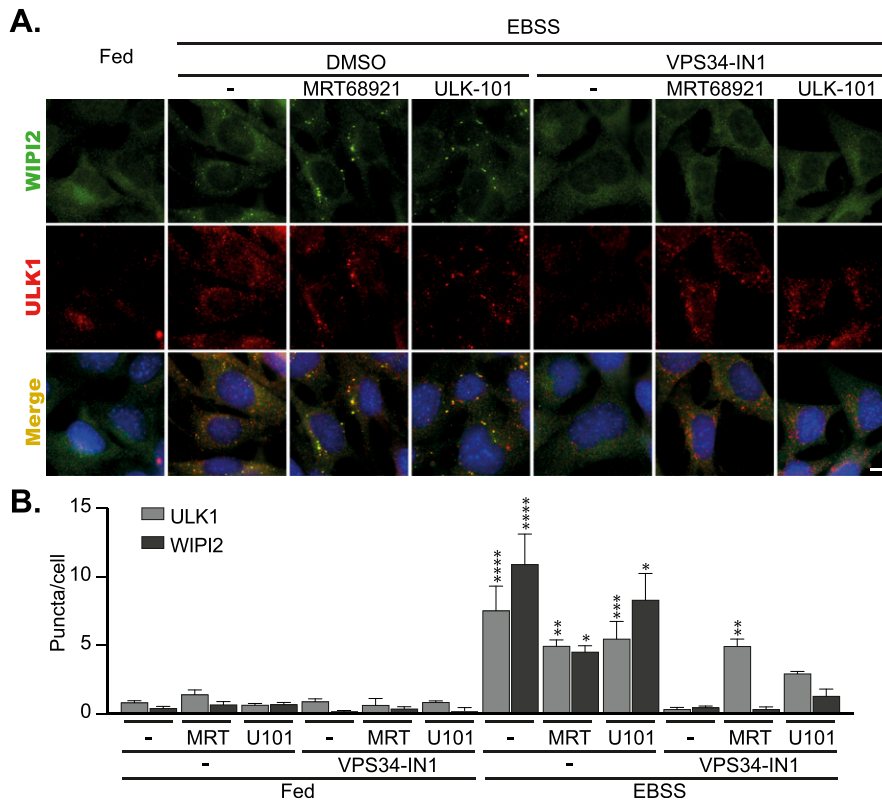 A.
EBSS
Fed
DMSO VPS34-IN1
- MRT68921 ULK-101 - MRT68921 ULK-101
WIPI2
ULK1
Merge
B.
15
ULK1
WIPI2
10
5
0
Puncta/cell
**** **** ** * *** * **
- MRT U101 - MRT U101 - MRT U101 - MRT U101
- VPS34-IN1 - VPS34-IN1
Fed EBSS